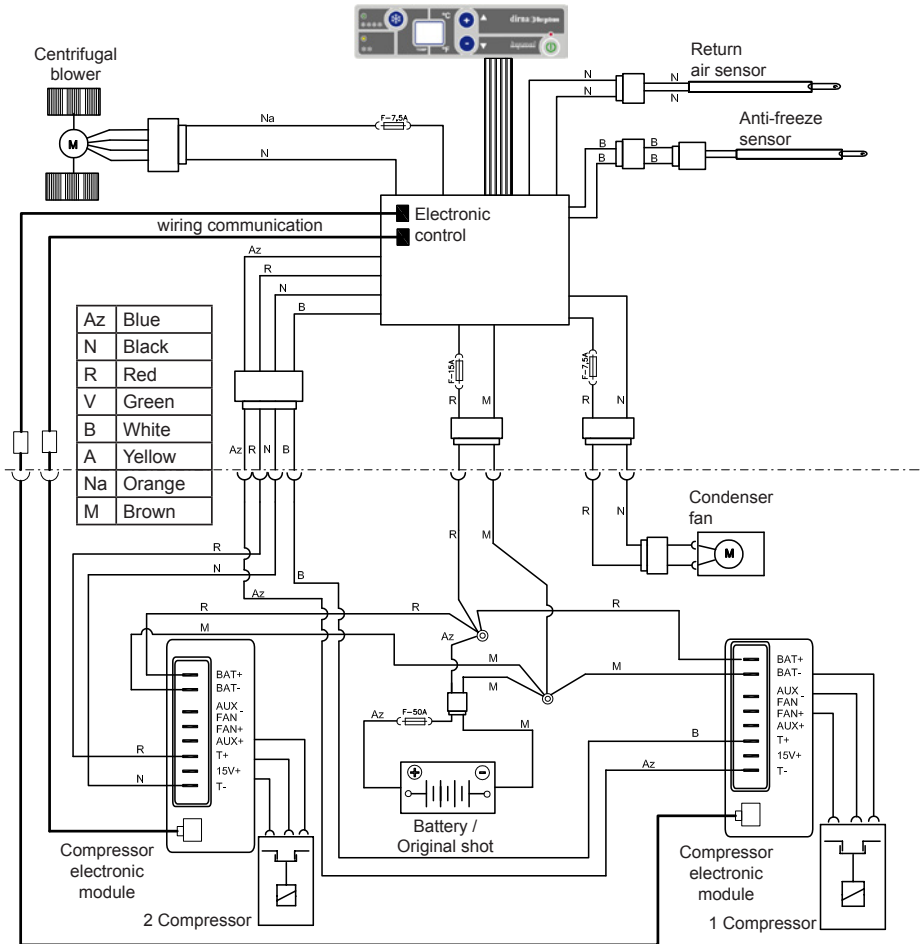 °C
°F
dirna
Bycool
Centrifugal
blower
M
Na
F-7,5A
N
N
N
N
N
Return
air sensor
B
B
B
B
Anti-freeze
sensor
wiring communication
Electronic
control
Az
R
N
B
Az Blue
N Black
R Red
V Green
B White
A Yellow
Na Orange
M Brown
F-15A
F-7,5A
R
M
R
N
Az
R
N
B
R
M
R
N
Condenser
fan
M
R
N
B
Az
R
R
R
M
Az
M
M
M
BAT+
BAT-
AUX
FAN -
FAN+
AUX+
T+
15V+
T-
R
N
Az
F-50A
M
Battery /
Original shot
B
Az
BAT+
BAT-
AUX
FAN -
FAN+
AUX+
T+
15V+
T-
Compressor
electronic
module
2 Compressor
Compressor
electronic
module
1 Compressor